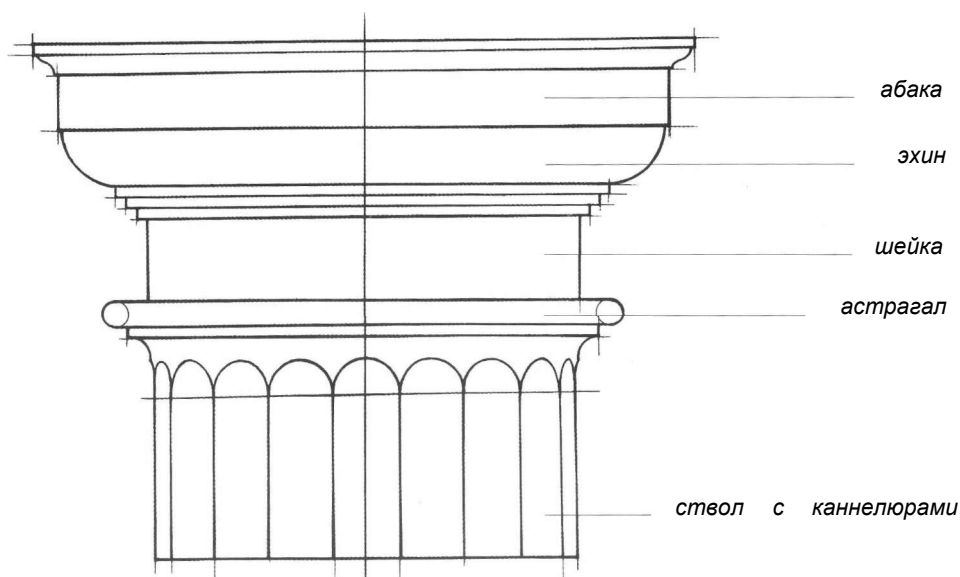 абака
эхин
шейка
астрагал
ствол с каннелюрами